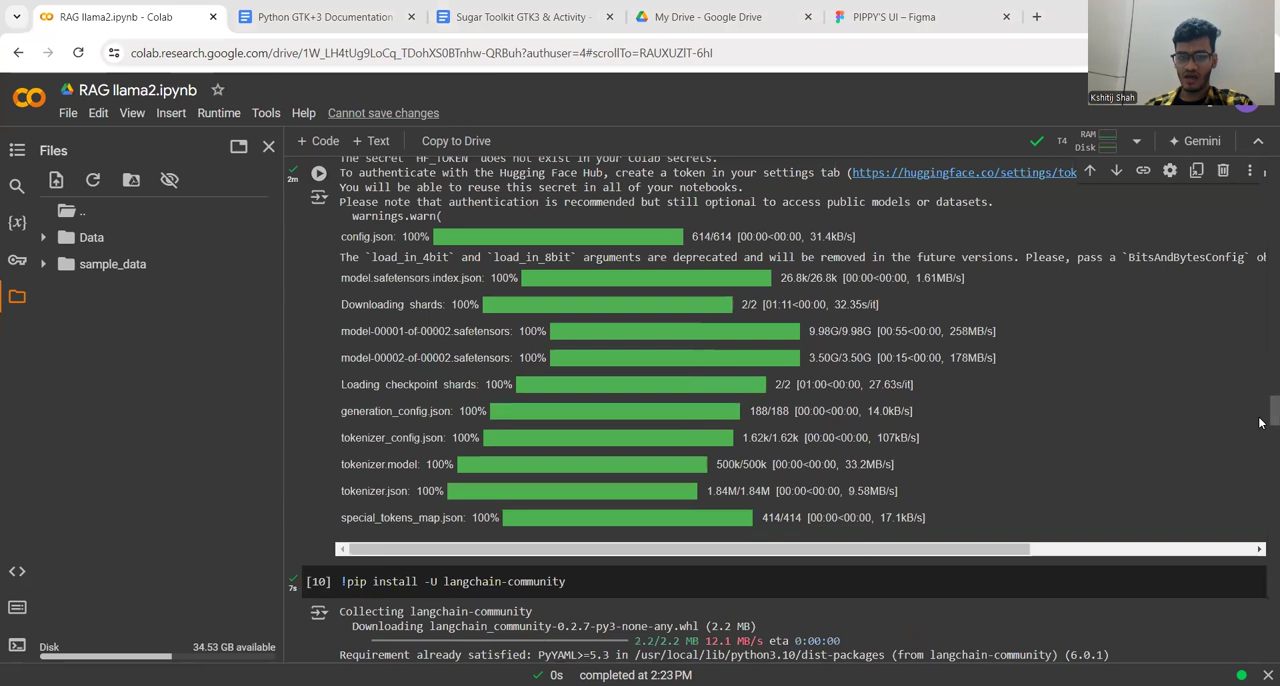 RAG llama2.ipynb - Colab
Python GTK+3 Documentation
Sugar Toolkit GTK3 & Activity -
My Drive - Google Drive
PIPPY'S UI – Figma
colab.research.google.com/drive/1W_LH4tUg9LoCq_TDohXS0BTnhw-QRBuh?authuser=4#scrollTo=RAUXUZIT-6hI
Kshitij Shah
RAG llama2.ipynb
File Edit View Insert Runtime Tools Help Cannot save changes
Files
+ Code + Text Copy to Drive
T4 RAM
Disk
Gemini
..
Data
sample_data
Disk 34.53 GB available
2m
The secret `HF_TOKEN` does not exist in your Colab secrets.
To authenticate with the Hugging Face Hub, create a token in your settings tab (https://huggingface.co/settings/tok
You will be able to reuse this secret in all of your notebooks.
Please note that authentication is recommended but still optional to access public models or datasets.
warnings.warn(
config.json: 100% 614/614 [00:00<00:00, 31.4kB/s]
The `load_in_4bit` and `load_in_8bit` arguments are deprecated and will be removed in the future versions. Please, pass a `BitsAndBytesConfig` ob
model.safetensors.index.json: 100% 26.8k/26.8k [00:00<00:00, 1.61MB/s]
Downloading shards: 100% 2/2 [01:11<00:00, 32.35s/it]
model-00001-of-00002.safetensors: 100% 9.98G/9.98G [00:55<00:00, 258MB/s]
model-00002-of-00002.safetensors: 100% 3.50G/3.50G [00:15<00:00, 178MB/s]
Loading checkpoint shards: 100% 2/2 [01:00<00:00, 27.63s/it]
generation_config.json: 100% 188/188 [00:00<00:00, 14.0kB/s]
tokenizer_config.json: 100% 1.62k/1.62k [00:00<00:00, 107kB/s]
tokenizer.model: 100% 500k/500k [00:00<00:00, 33.2MB/s]
tokenizer.json: 100% 1.84M/1.84M [00:00<00:00, 9.58MB/s]
special_tokens_map.json: 100% 414/414 [00:00<00:00, 17.1kB/s]
7s
[10] !pip install -U langchain-community
Collecting langchain-community
Downloading langchain_community-0.2.7-py3-none-any.whl (2.2 MB)
2.2/2.2 MB 12.1 MB/s eta 0:00:00
Requirement already satisfied: PyYAML>=5.3 in /usr/local/lib/python3.10/dist-packages (from langchain-community) (6.0.1)
0s completed at 2:23PM